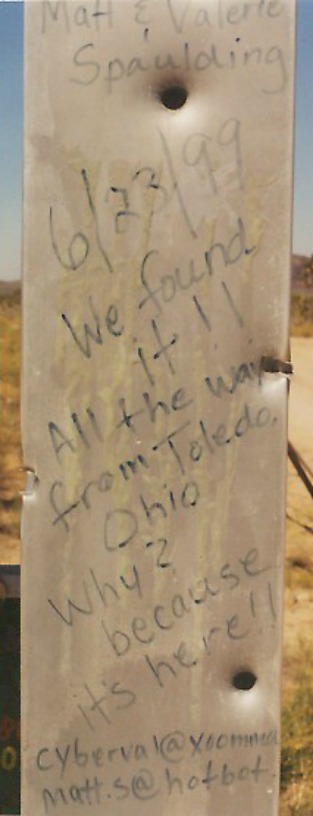 Matt & Valerie
Spaulding
6/23/99
We found
it!!
All the way
from Toledo,
Ohio
Why?
because
it's here!!
cyberval@xoommai
matt.s@hotbot.